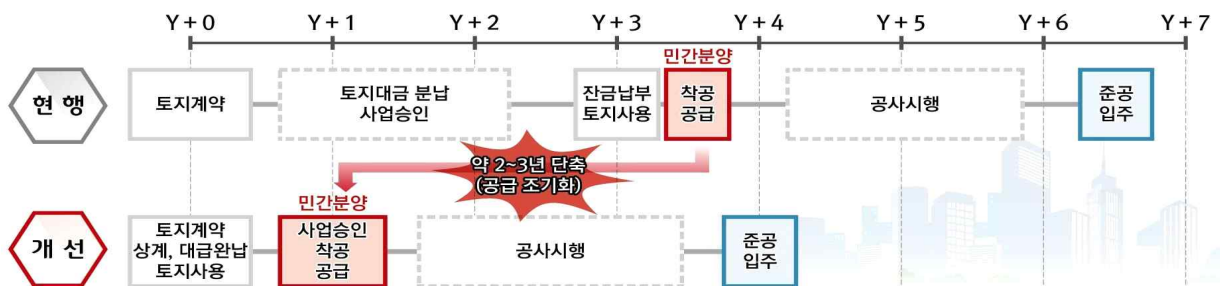 Y + 0 Y + 1 Y + 2 Y + 3 Y + 4 Y + 5 Y + 6 Y + 7
민간분양
현 행
토지계약
토지대금 분납
사업승인
잔금납부
토지사용
착공
공급
공사시행
준공
입주
약 2~3년 단축
(공급 조기화)
민간분양
개 선
토지계약
상계, 대급완납
토지사용
사업승인
착공
공급
공사시행
준공
입주